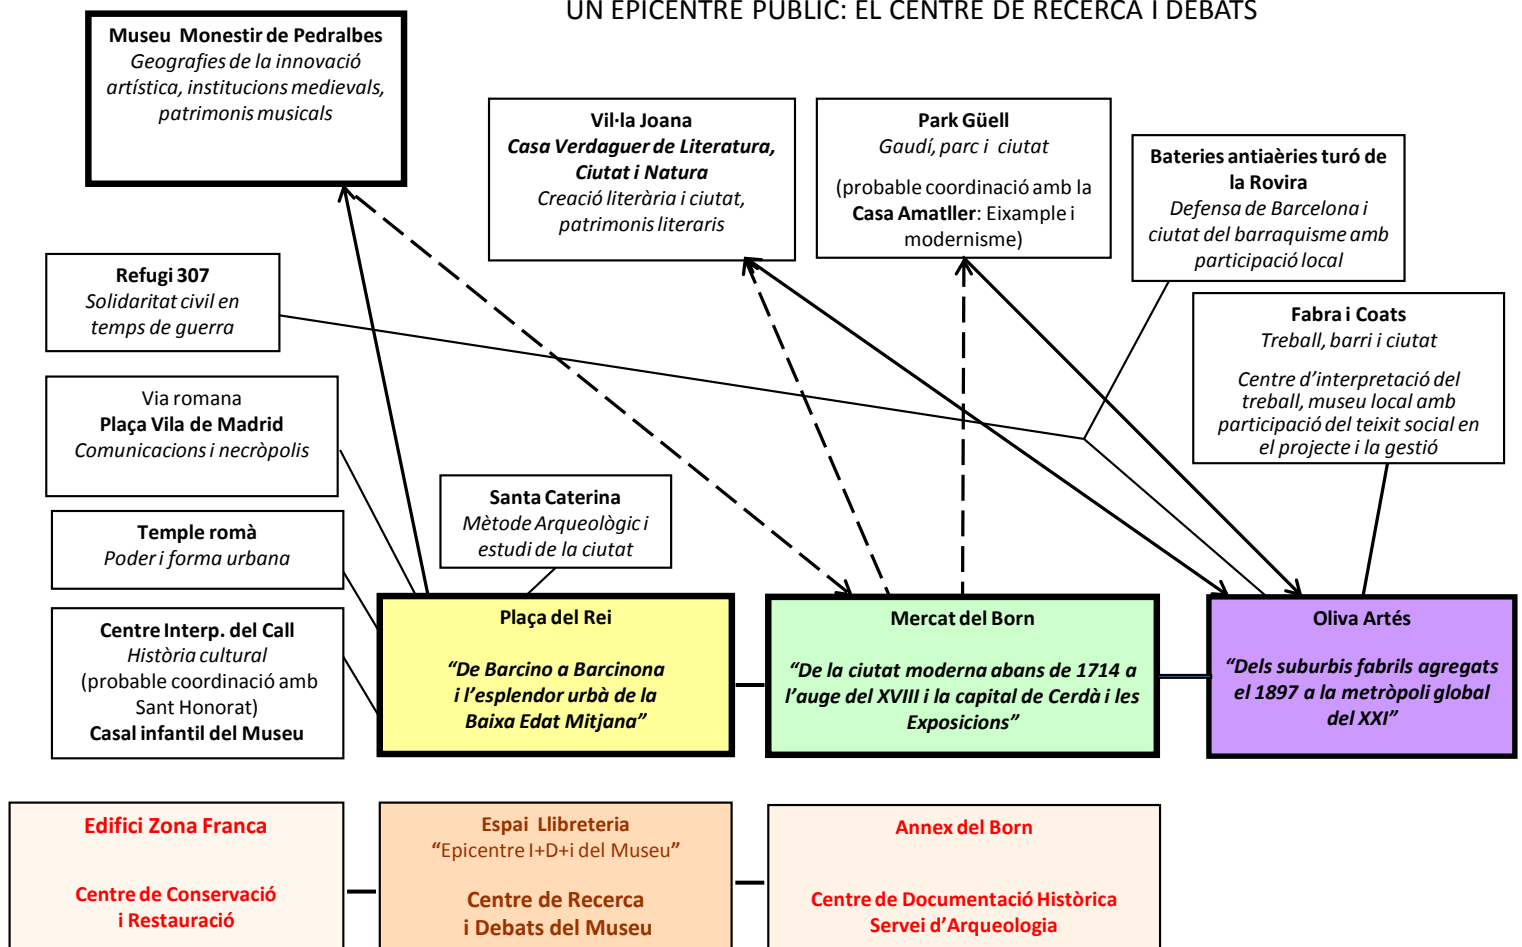 UN EPICENTRE PÚBLIC: EL CENTRE DE RECERCA I DEBATS
Museu Monestir de Pedralbes
Geografies de la innovació
artística, institucions medievals,
patrimonis musicals
Vil·la Joana
Casa Verdaguer de Literatura,
Ciutat i Natura
Creació literària i ciutat,
patrimonis literaris
Park Güell
Gaudí, parc i ciutat
(probable coordinació amb la
Casa Amatller: Eixample i
modernisme)
Bateries antiaèries turó de
la Rovira
Defensa de Barcelona i
ciutat del barraquisme amb
participació local
Refugi 307
Solidaritat civil en
temps de guerra
Fabra i Coats
Treball, barri i ciutat
Centre d'interpretació del
treball, museu local amb
participació del teixit social en
el projecte i la gestió
Via romana
Plaça Vila de Madrid
Comunicacions i necròpolis
Santa Caterina
Mètode Arqueològic i
estudi de la ciutat
Temple romà
Poder i forma urbana
Centre Interp. del Call
Història cultural
(probable coordinació amb
Sant Honorat)
Casal infantil del Museu
Plaça del Rei
“De Barcino a Barcinona
i l'esplendor urbà de la
Baixa Edat Mitjana”
Mercat del Born
“De la ciutat moderna abans de 1714 a
l'auge del XVIII i la capital de Cerdà i les
Exposicions”
Oliva Artés
“Dels suburbis fabrils agregats
el 1897 a la metròpoli global
del XXI”
Edifici Zona Franca
Centre de Conservació
i Restauració
Espai Llibreteria
“Epicentre I+D+i del Museu”
Centre de Recerca
i Debats del Museu
Annex del Born
Centre de Documentació Històrica
Servei d'Arqueologia